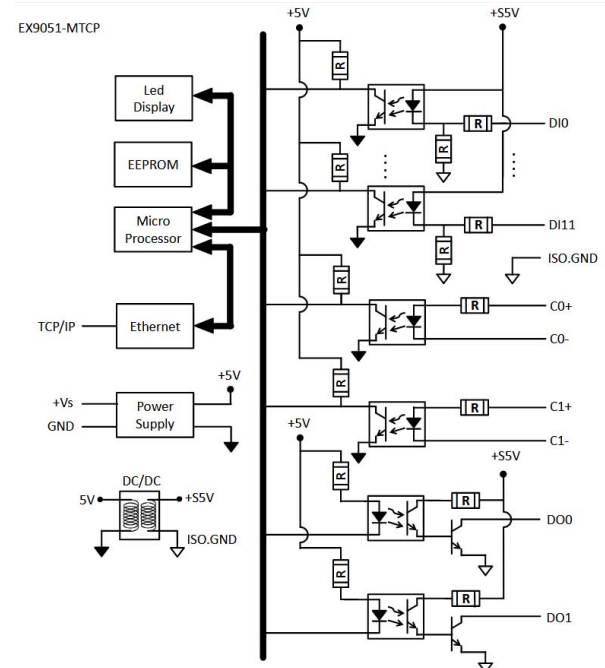 EX9051-MTCP
+5V
+S5V
R
Led
Display
R
DI0
R
EEPROM
R
Micro
Processor
R
DI11
R
ISO.GND
R
TCP/IP
Ethernet
R
C0+
C0-
R
+5V
+Vs
Power
Supply
GND
R
C1+
C1-
+5V
+S5V
R
DC/DC
5V
+S5V
R
DO0
ISO.GND
R
R
DO1